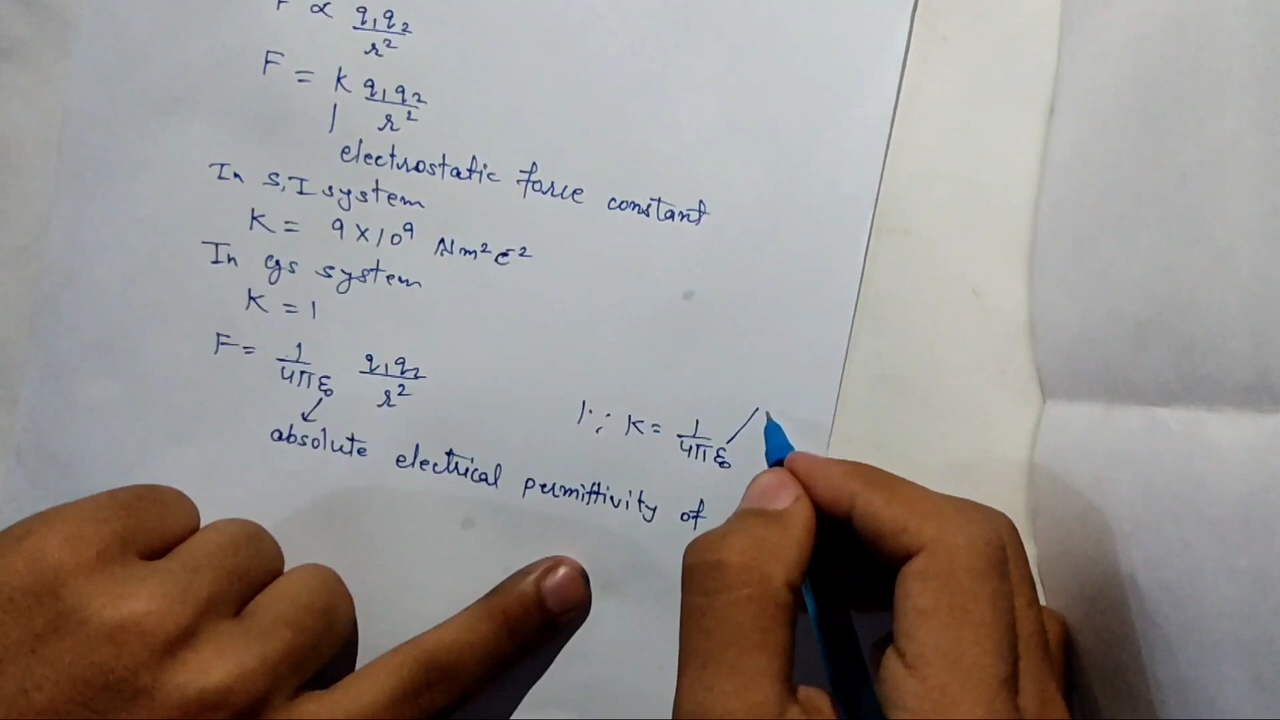 F ∝ q₁q₂/r²
F = K q₁q₂/r²
electrostatic force constant
In S.I system
K = 9×10⁹ Nm²C⁻²
In cgs system
K = 1
F = 1/4πε₀ q₁q₂/r²
∵ K = 1/4πε₀
absolute electrical permittivity of